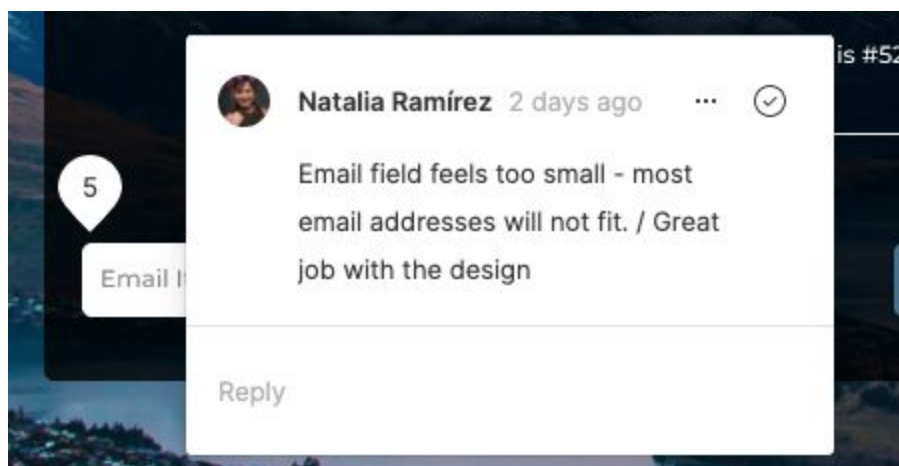 is #52
Natalia Ramírez 2 days ago
5
Email field feels too small - most
email addresses will not fit. / Great
job with the design
Email
Reply